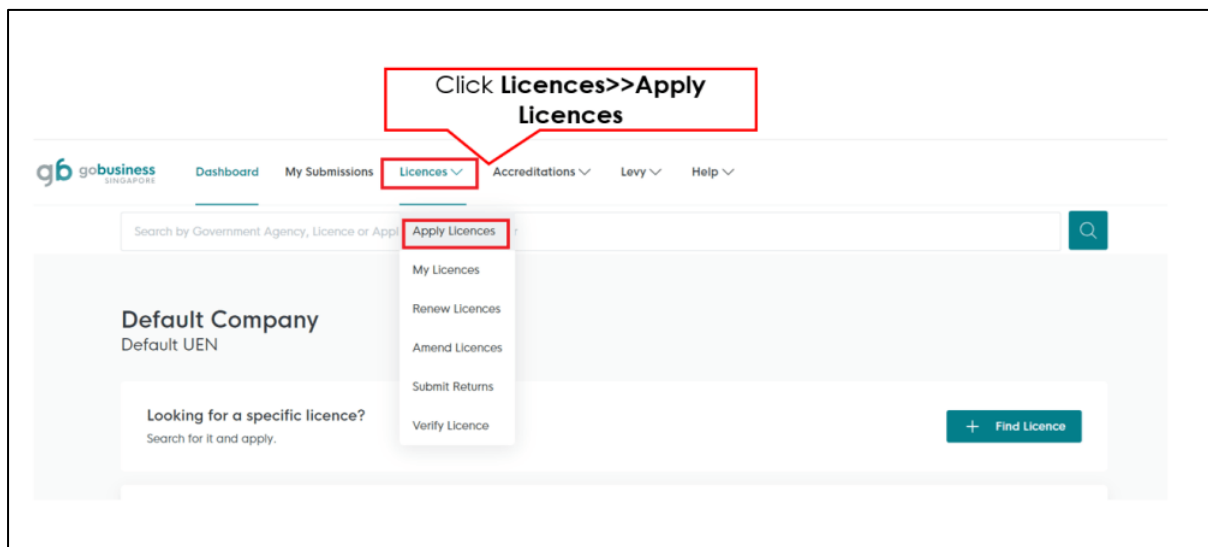 Click Licences>>Apply
Licences
gb gobusiness
SINGAPORE
Dashboard My Submissions Licences Accreditations Levy Help
Search by Government Agency, Licence or Appl
Apply Licences
My Licences
Renew Licences
Amend Licences
Submit Returns
Verify Licence
Default Company
Default UEN
Looking for a specific licence?
Search for it and apply.
+ Find Licence